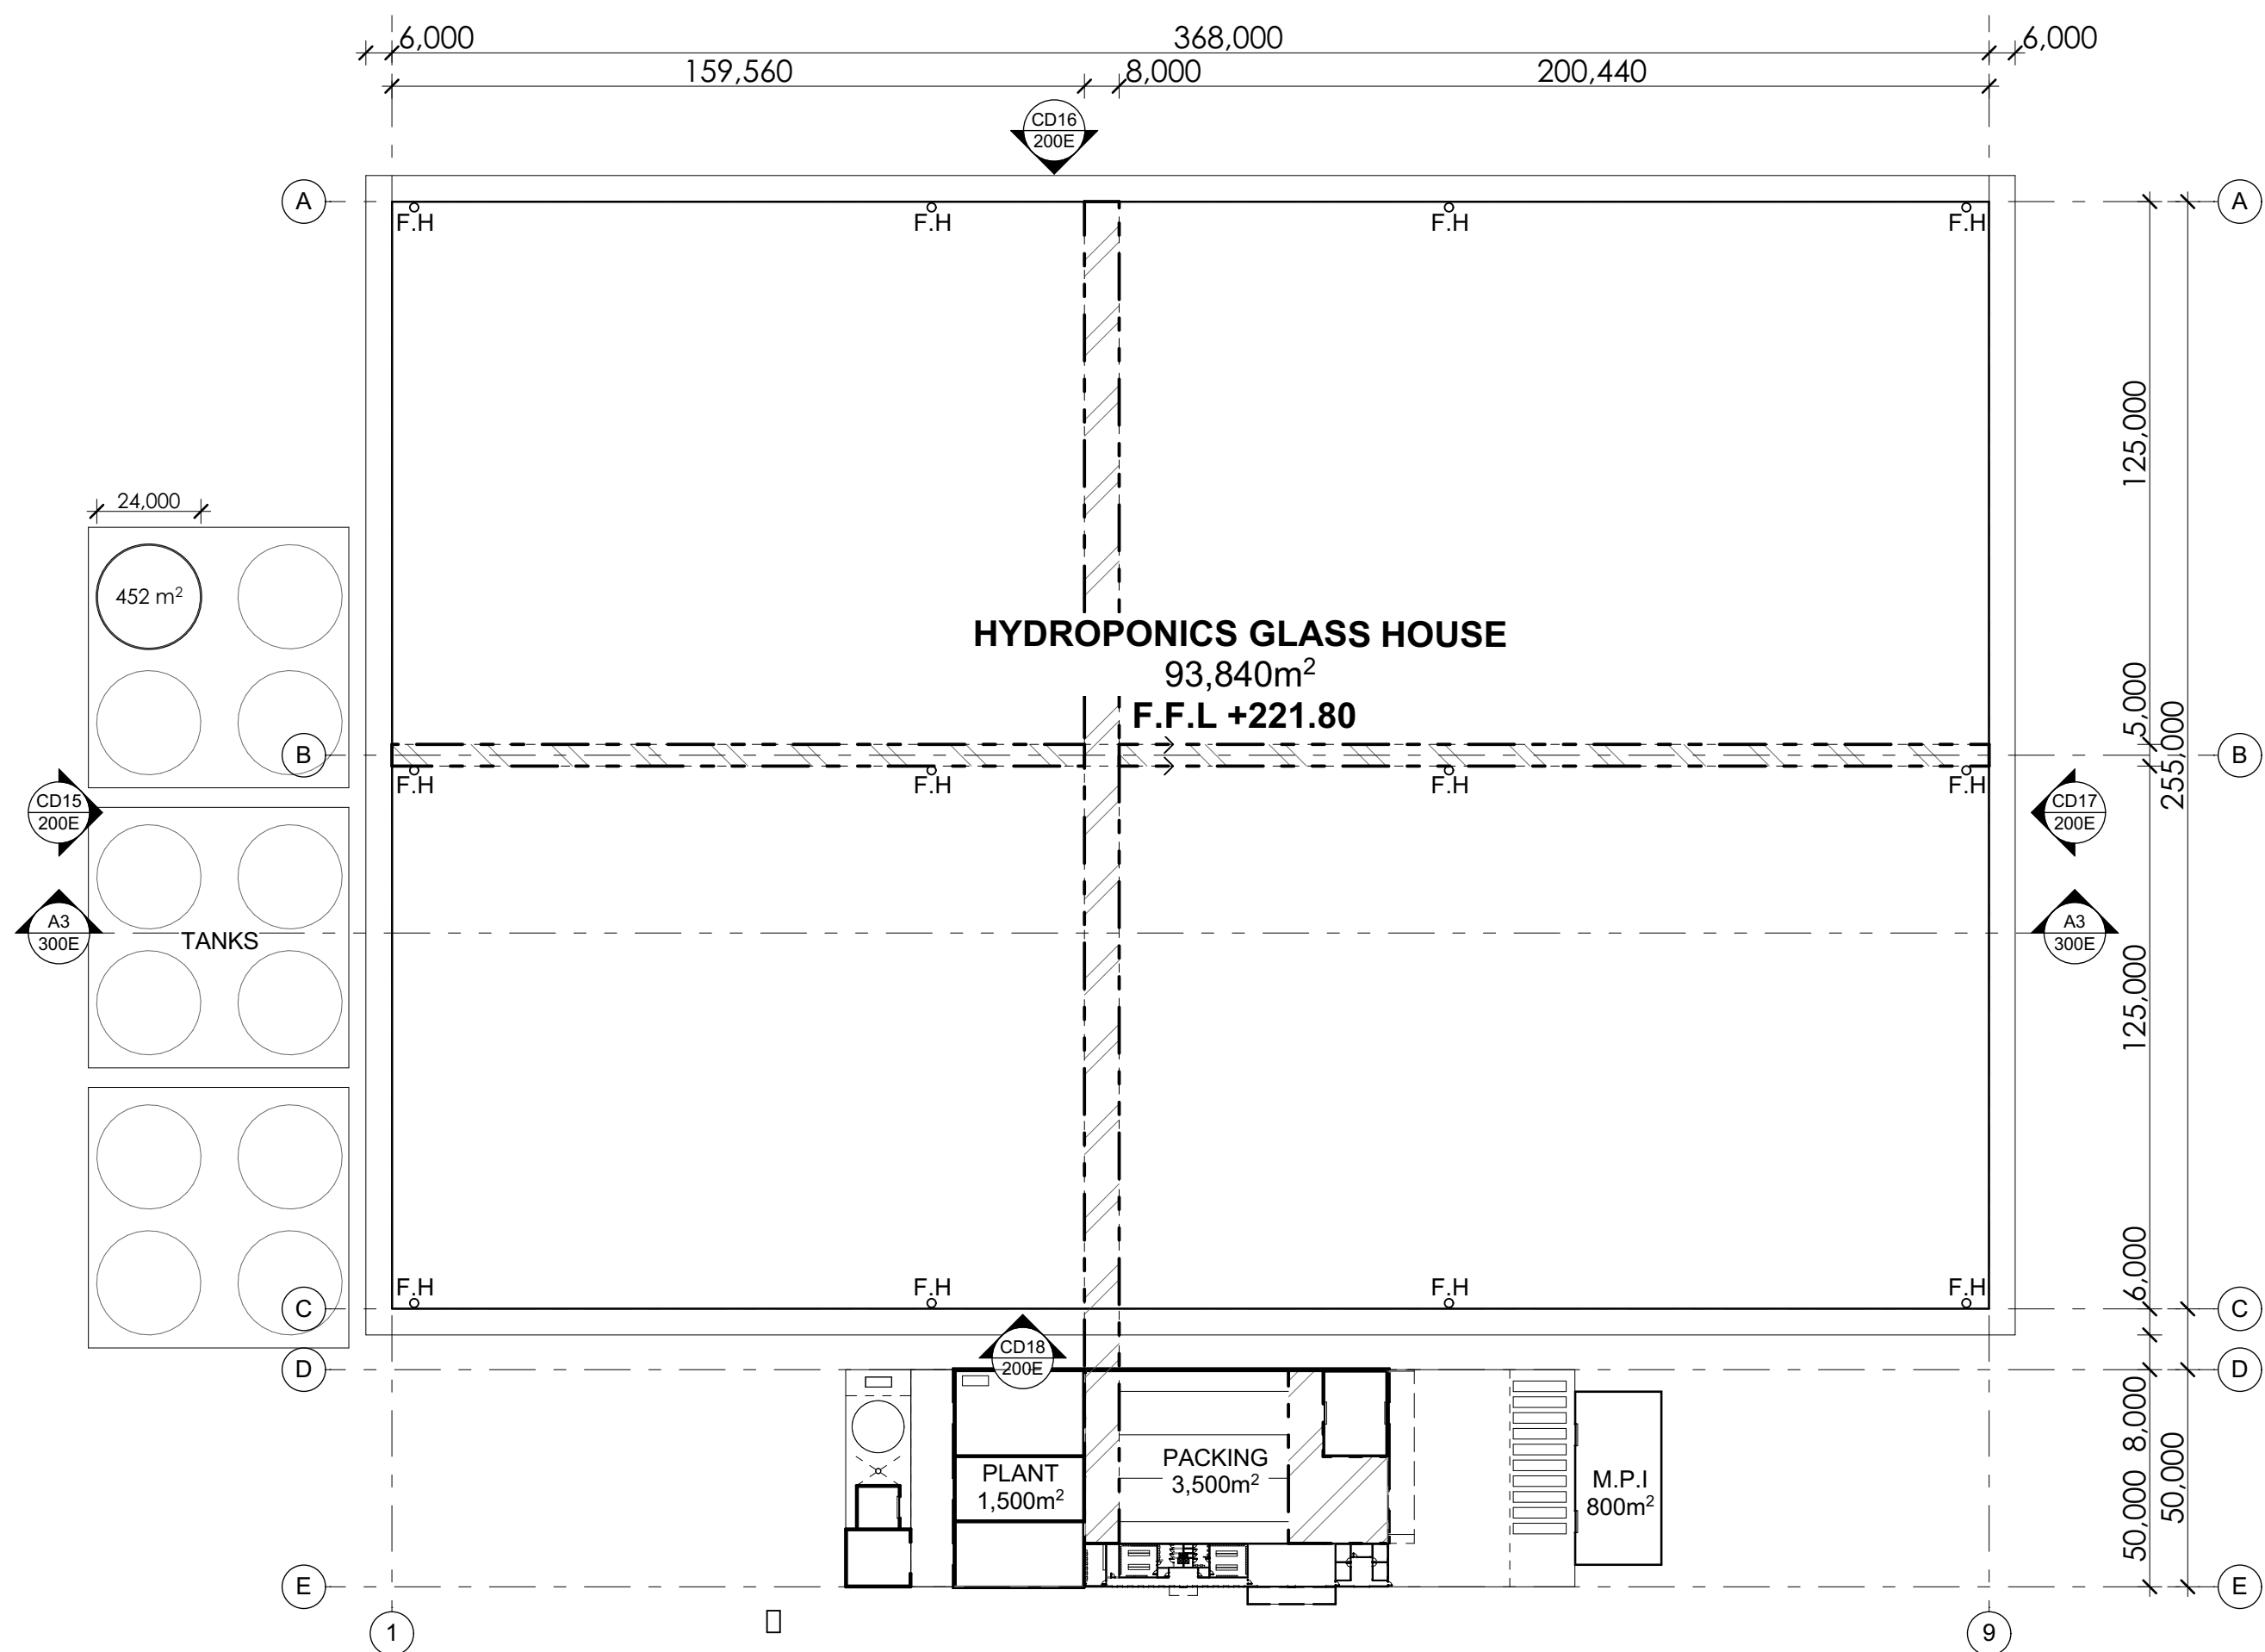 6,000
368,000
6,000
159,560
8,000
200,440
CD16
200E
A
A
F.H
F.H
F.H
F.H
125,000
24,000
452 m²
HYDROPONICS GLASS HOUSE
93,840m²
F.F.L +221.80
5,000
255,000
B
B
F.H
F.H
F.H
F.H
CD15
200E
CD17
200E
A3
300E
TANKS
A3
300E
125,000
6,000
F.H
F.H
F.H
F.H
C
C
CD18
200E
D
D
8,000
PLANT
1,500m²
PACKING
3,500m²
M.P.I
800m²
50,000
50,000
E
E
1
9